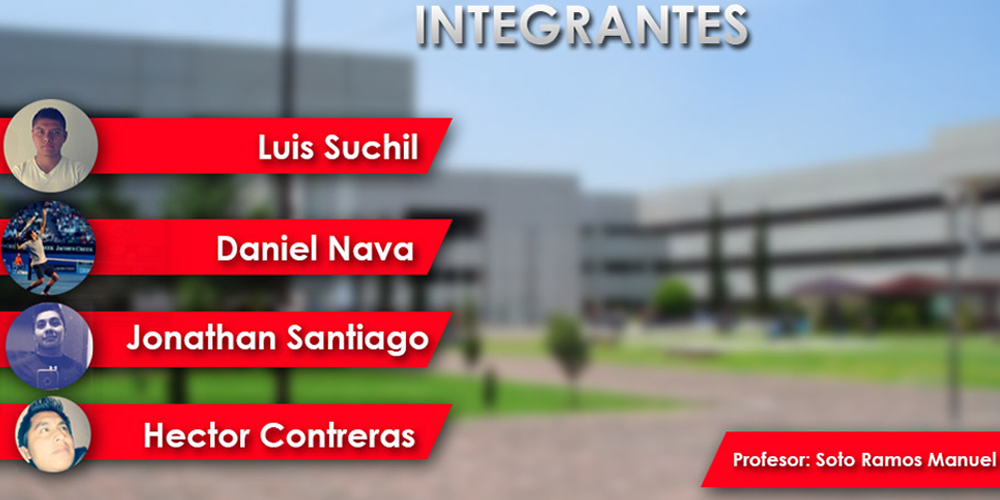 INTEGRANTES
Luis Suchil
Daniel Nava
Jonathan Santiago
Hector Contreras
Profesor: Soto Ramos Manuel